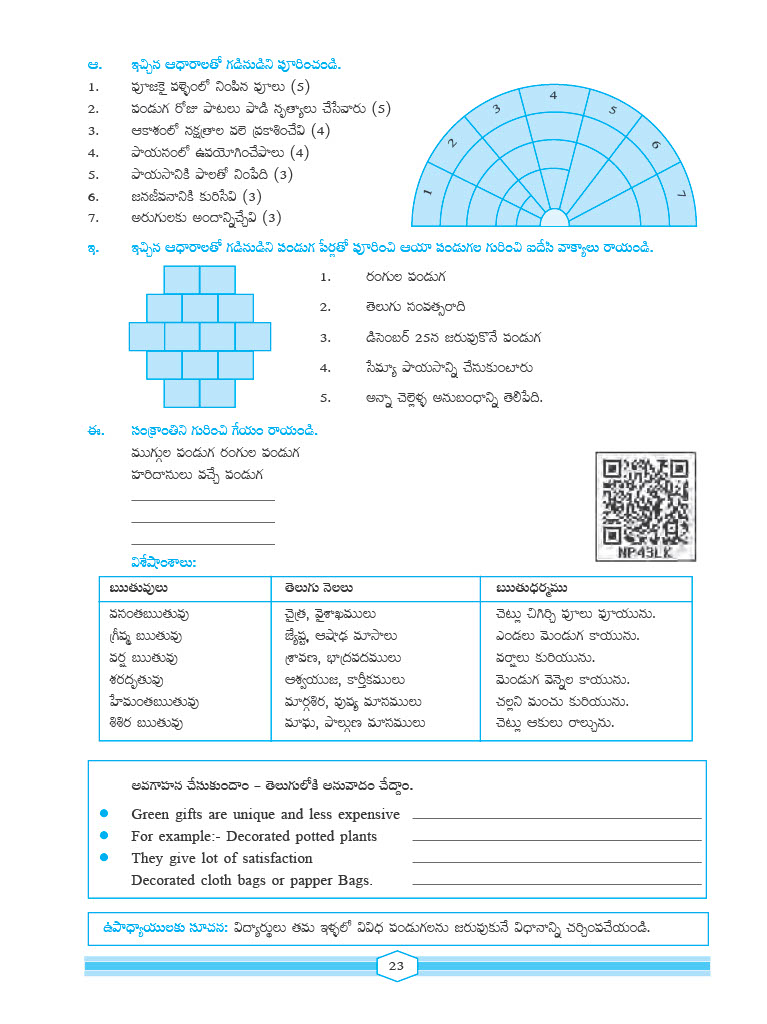 ఆ. ఇచ్చిన ఆధారాలతో గడినుడిని పూరించండి.
1. పూజకై పళ్ళెంలో నింపిన పూలు (5)
2. పండుగ రోజు పాటలు పాడి నృత్యాలు చేసేవారు (5)
3. ఆకాశంలో నక్షత్రాల వలె ప్రకాశించేవి (4)
4. పాయసంలో ఉపయోగించేపాలు (4)
5. పాయసానికి పాలతో నింపేది (3)
6. జనజీవనానికి కురిసేవి (3)
7. అరుగులకు అందాన్నిచ్చేవి (3)
1 2 3 4 5 6 7
ఇ. ఇచ్చిన ఆధారాలతో గడినుడిని పండుగ పేర్లతో పూరించి ఆయా పండుగల గురించి ఐదేసి వాక్యాలు రాయండి.
1. రంగుల పండుగ
2. తెలుగు సంవత్సరాది
3. డిసెంబర్ 25న జరుపుకొనే పండుగ
4. సేమ్యా పాయసాన్ని చేసుకుంటారు
5. అన్నా చెల్లెళ్ళ అనుబంధాన్ని తెలిపేది.
ఈ. సంక్రాంతిని గురించి గేయం రాయండి.
ముగ్గుల పండుగ రంగుల పండుగ
హరిదాసులు వచ్చే పండుగ
NP43LK
విశేషాంశాలు:
ఋతువులు తెలుగు నెలలు ఋతుధర్మము
వసంతఋతువు చైత్ర, వైశాఖములు చెట్లు చిగిర్చి పూలు పూయును.
గ్రీష్మ ఋతువు జ్యేష్ట, ఆషాఢ మాసాలు ఎండలు మెండుగ కాయును.
వర్ష ఋతువు శ్రావణ, భాద్రపదములు వర్షాలు కురియును.
శరదృతువు ఆశ్వయుజ, కార్తీకములు మెండుగ వెన్నెల కాయును.
హేమంతఋతువు మార్గశిర, పుష్య మాసములు చల్లని మంచు కురియును.
శిశిర ఋతువు మాఘ, పాల్గుణ మాసములు చెట్లు ఆకులు రాల్చును.
అవగాహన చేసుకుందాం – తెలుగులోకి అనువాదం చేద్దాం.
• Green gifts are unique and less expensive
• For example:- Decorated potted plants
• They give lot of satisfaction
Decorated cloth bags or papper Bags.
ఉపాధ్యాయులకు సూచన: విద్యార్థులు తమ ఇళ్ళలో వివిధ పండుగలను జరుపుకునే విధానాన్ని చర్చింపచేయండి.
23